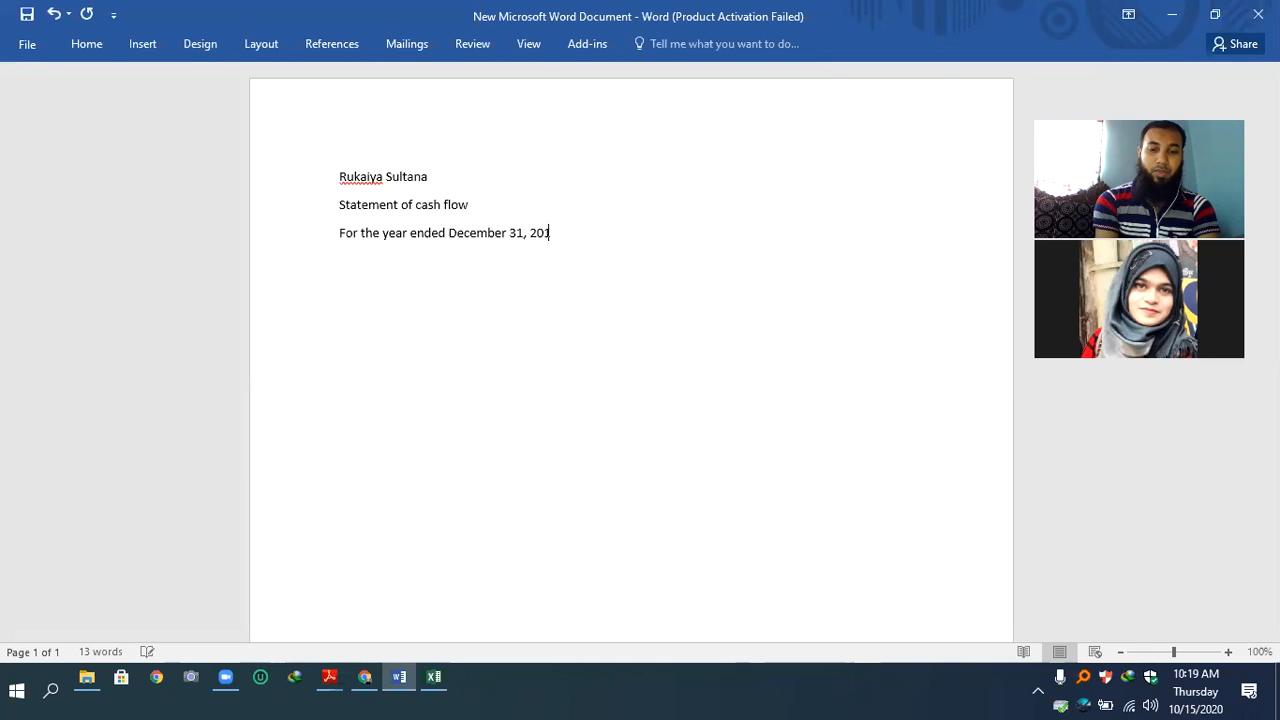 New Microsoft Word Document - Word (Product Activation Failed)
File Home Insert Design Layout References Mailings Review View Add-ins Tell me what you want to do... Share
Rukaiya Sultana
Statement of cash flow
For the year ended December 31, 201
Page 1 of 1 13 words 100%
10:19 AM
Thursday
10/15/2020